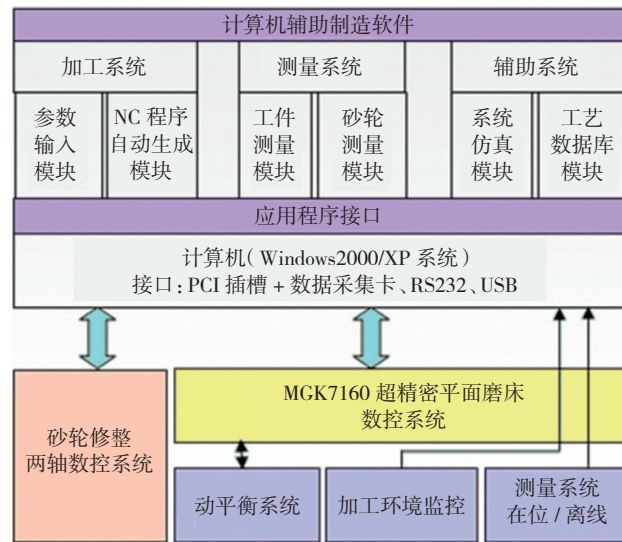 计算机辅助制造软件
加工系统
测量系统
辅助系统
参数
输入
模块
NC 程序
自动生成
模块
工件
测量
模块
砂轮
测量
模块
系统
仿真
模块
工艺
数据库
模块
应用程序接口
计算机(Windows2000/XP 系统)
接口:PCI 插槽 + 数据采集卡、RS232、USB
砂轮修整
两轴数控系统
MGK7160 超精密平面磨床
数控系统
动平衡系统
加工环境监控
测量系统
在位 / 离线